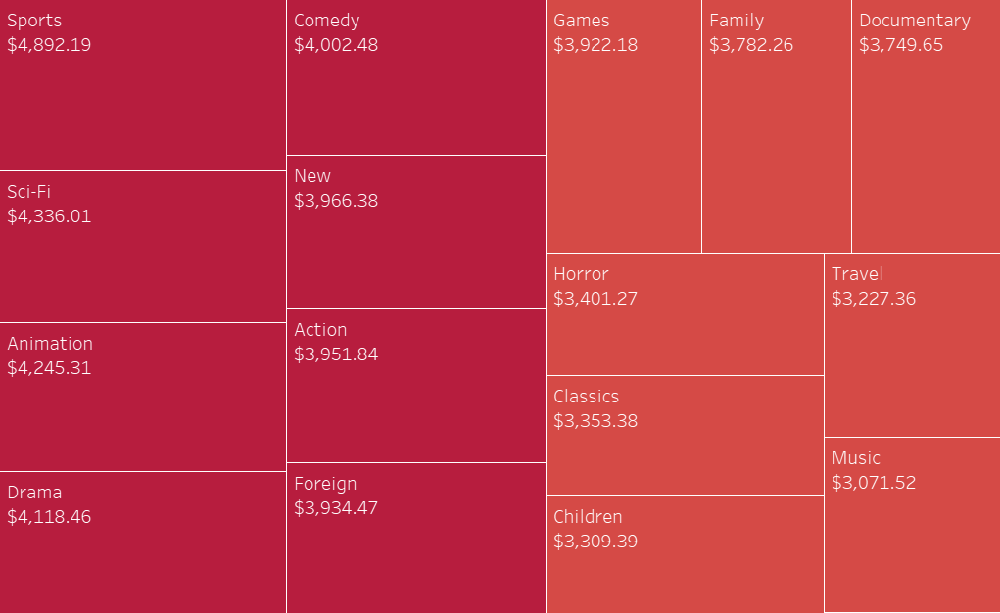 Sports
$4,892.19
Sci-Fi
$4,336.01
Animation
$4,245.31
Drama
$4,118.46
Comedy
$4,002.48
New
$3,966.38
Action
$3,951.84
Foreign
$3,934.47
Games
$3,922.18
Family
$3,782.26
Documentary
$3,749.65
Horror
$3,401.27
Classics
$3,353.38
Children
$3,309.39
Travel
$3,227.36
Music
$3,071.52